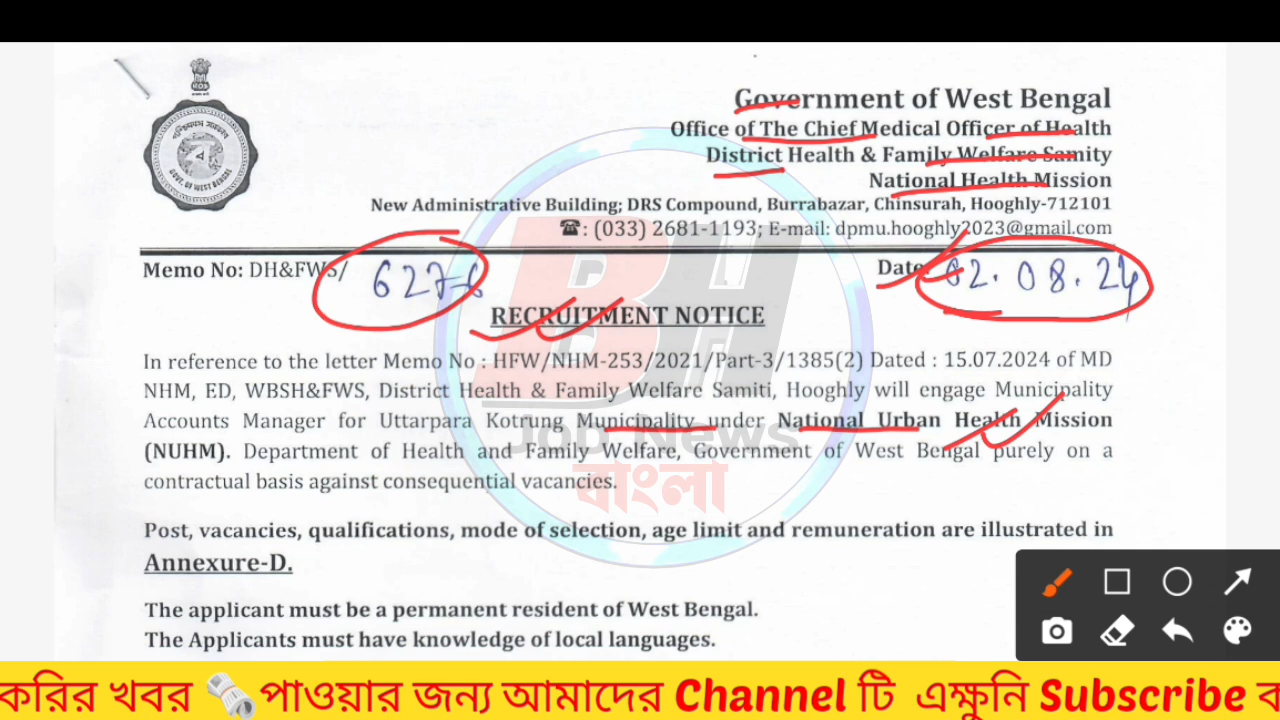 Government of West Bengal
Office of The Chief Medical Officer of Health
District Health & Family Welfare Samity
National Health Mission
New Administrative Building; DRS Compound, Burrabazar, Chinsurah, Hooghly-712101
☎: (033) 2681-1193; E-mail: dpmu.hooghly2023@gmail.com
Memo No: DH&FWS/ 6276
Date: 02.08.24
RECRUITMENT NOTICE
In reference to the letter Memo No : HFW/NHM-253/2021/Part-3/1385(2) Dated : 15.07.2024 of MD
NHM, ED, WBSH&FWS, District Health & Family Welfare Samiti, Hooghly will engage Municipality
Accounts Manager for Uttarpara Kotrung Municipality under National Urban Health Mission
(NUHM). Department of Health and Family Welfare, Government of West Bengal purely on a
contractual basis against consequential vacancies.
Post, vacancies, qualifications, mode of selection, age limit and remuneration are illustrated in
Annexure-D.
The applicant must be a permanent resident of West Bengal.
The Applicants must have knowledge of local languages.
GOVT. OF WEST BENGAL
BH
Job News
বাংলা
করির খবর পাওয়ার জন্য আমাদের Channel টি এক্ষুনি Subscribe ক